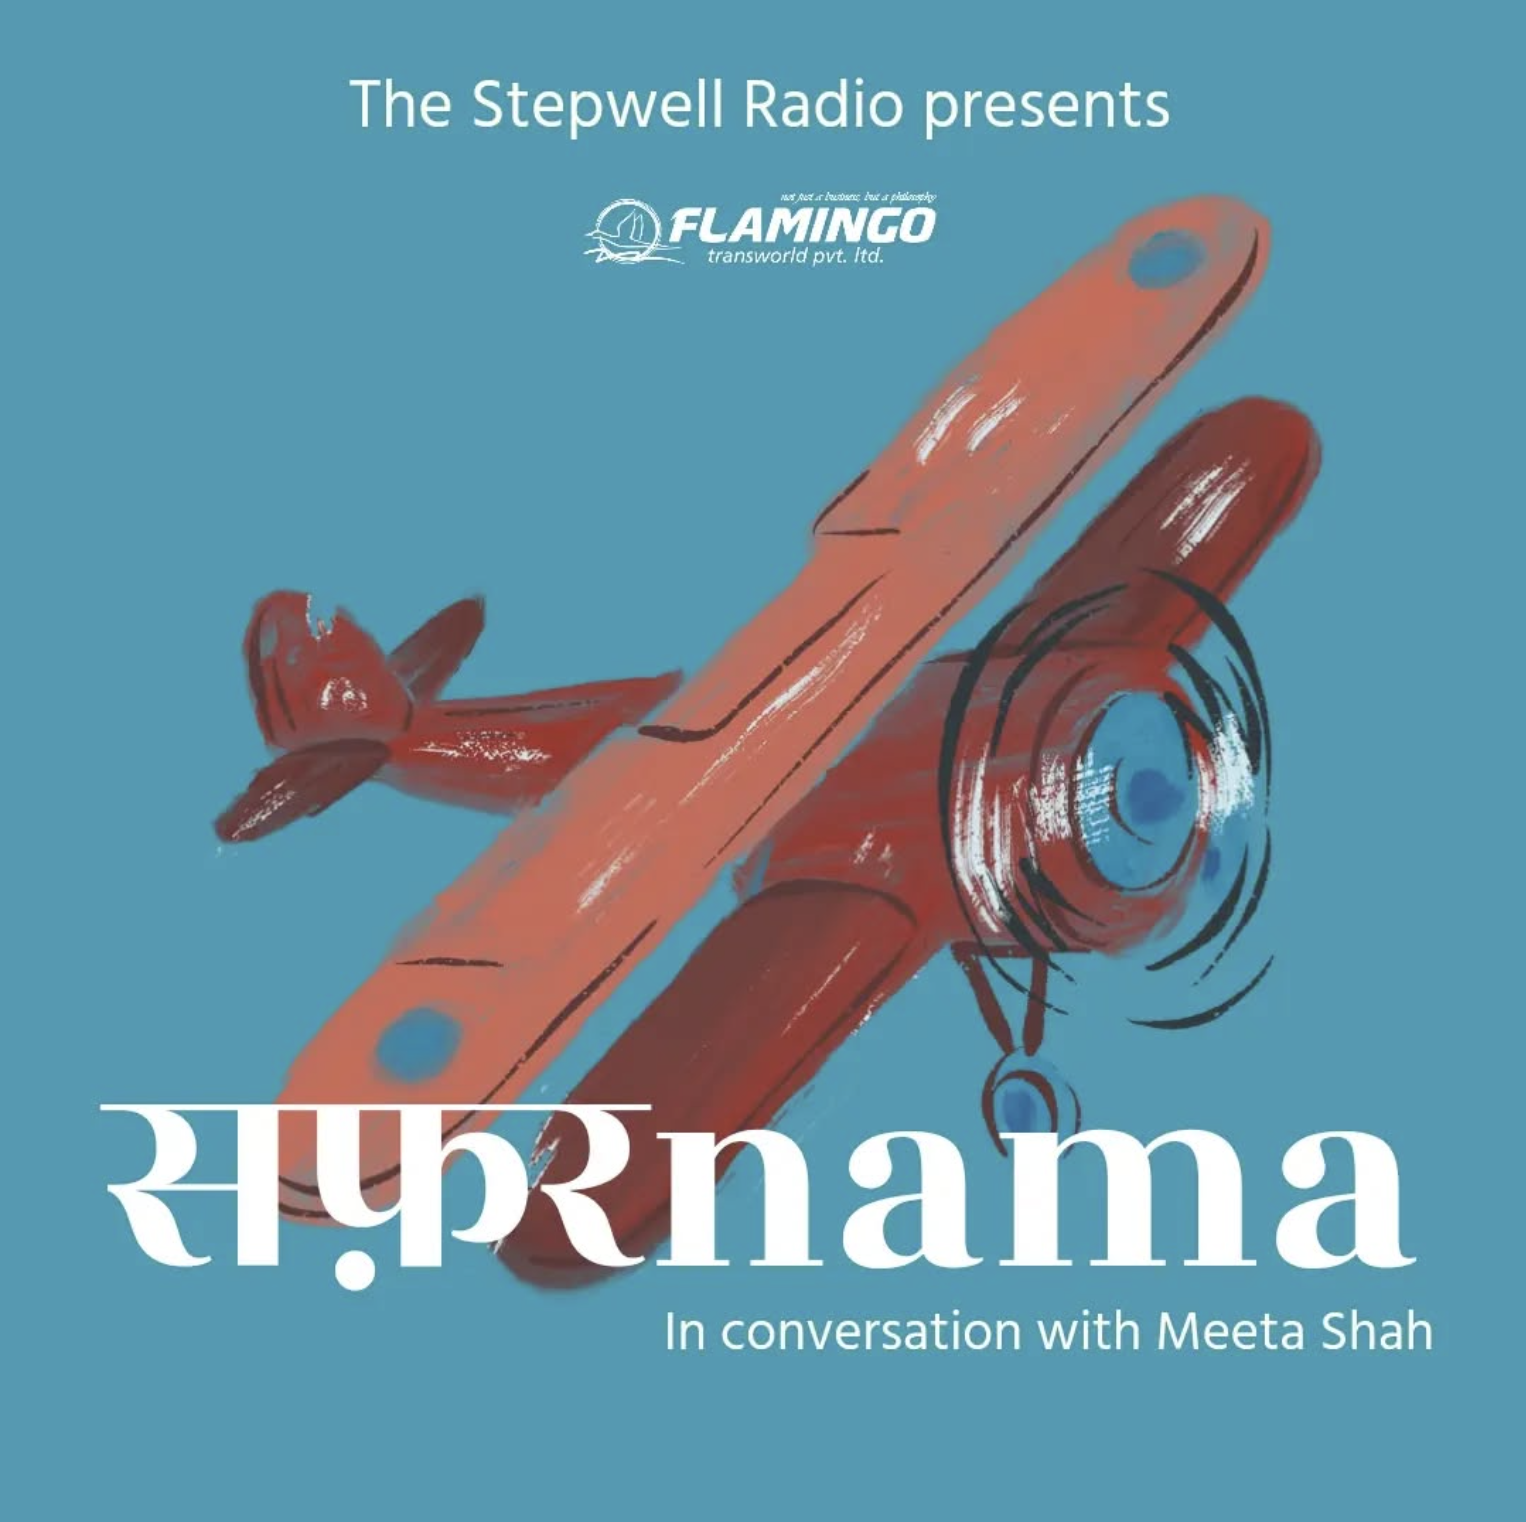 The Stepwell Radio presents
not just a business, but a philosophy
FLAMINGO
transworld pvt. ltd.
सफ़रnama
In conversation with Meeta Shah